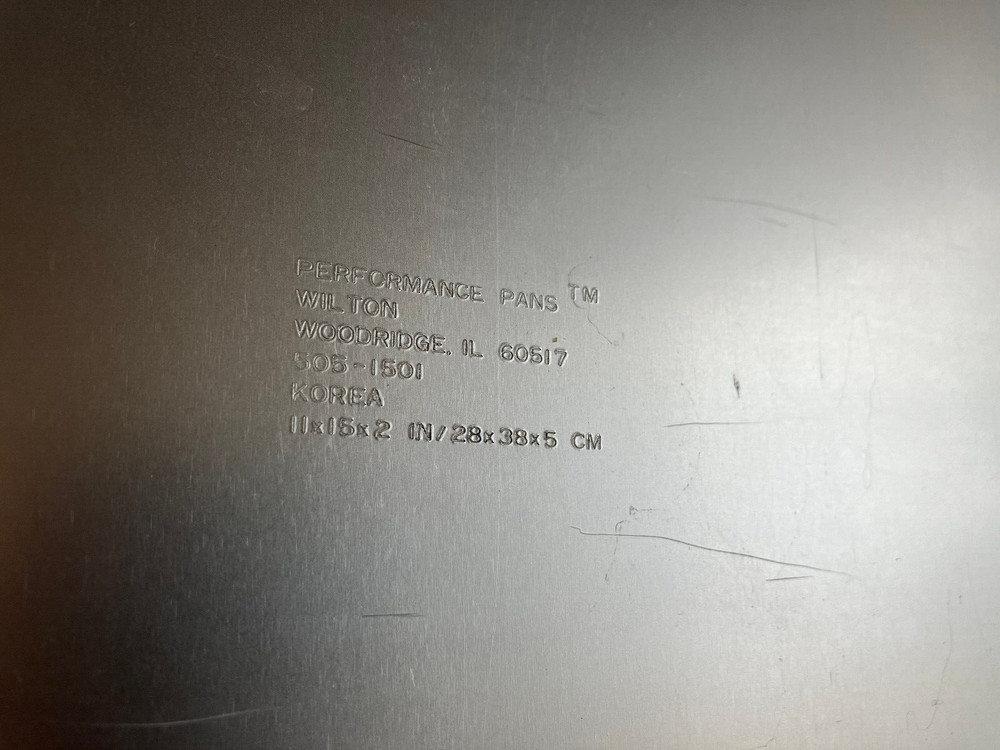 PERFORMANCE PANS TM
WILTON
WOODRIDGE, IL 60517
505-1501
KOREA
11x15x2 IN/28x38x5 CM